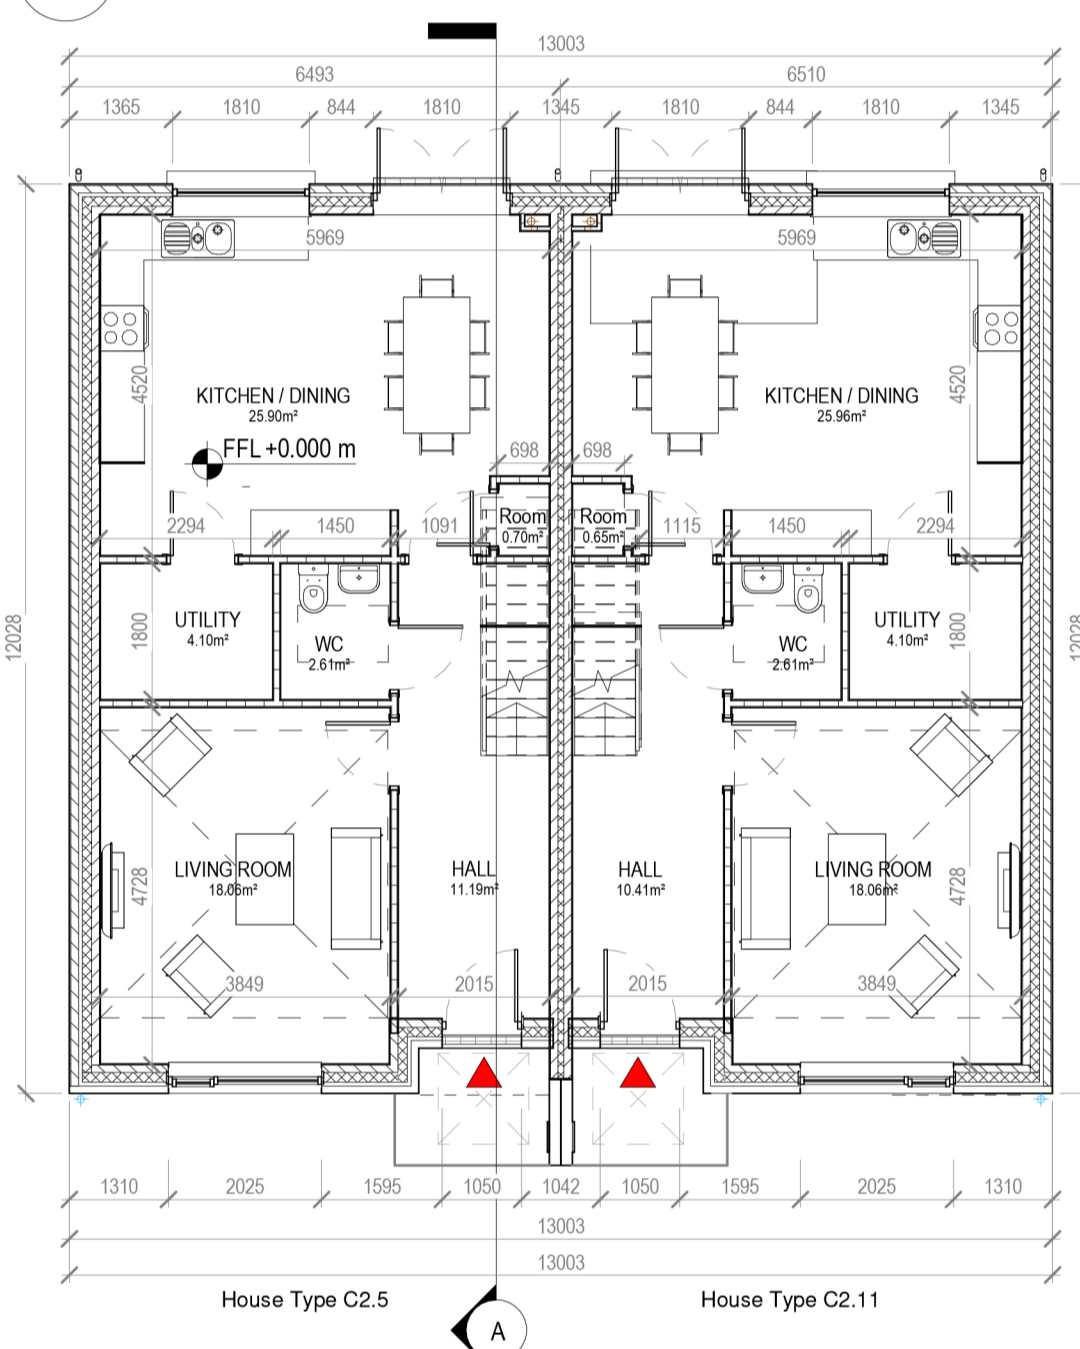 13003
6493 6510
1365 1810 844 1810 1345 1810 844 1810 1345
5969 5969
4520 4520
KITCHEN / DINING KITCHEN / DINING
25.90m² 25.96m²
FFL +0.000 m 698 698
Room Room
2294 1450 1091 0.70m² 0.65m² 1115 1450 2294
12028 1800 1800 12028
UTILITY UTILITY
4.10m² 4.10m²
WC WC
2.61m² 2.61m²
LIVING ROOM HALL HALL LIVING ROOM
18.06m² 11.19m² 10.41m² 18.06m²
4728 4728
3849 2015 2015 3849
1310 2025 1595 1050 1042 1050 1595 2025 1310
13003
13003
House Type C2.5 House Type C2.11
A